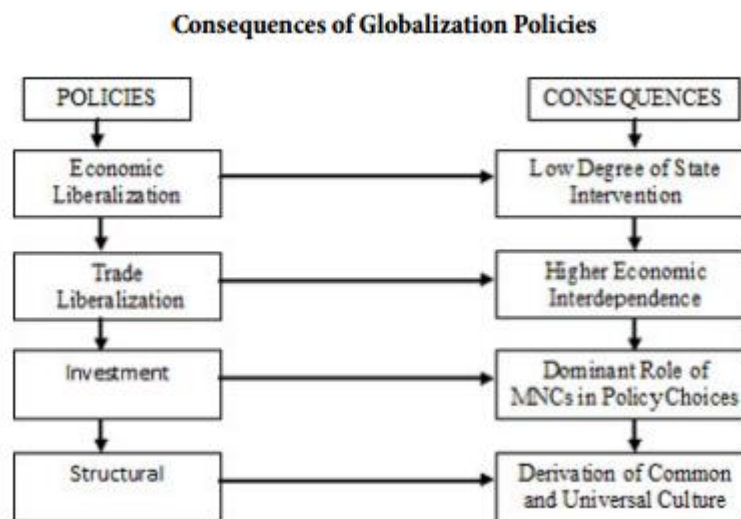 Consequences of Globalization Policies
POLICIES
CONSEQUENCES
Economic
Liberalization
Low Degree of State
Intervention
Trade
Liberalization
Higher Economic
Interdependence
Investment
Dominant Role of
MNCs in Policy Choices
Structural
Derivation of Common
and Universal Culture